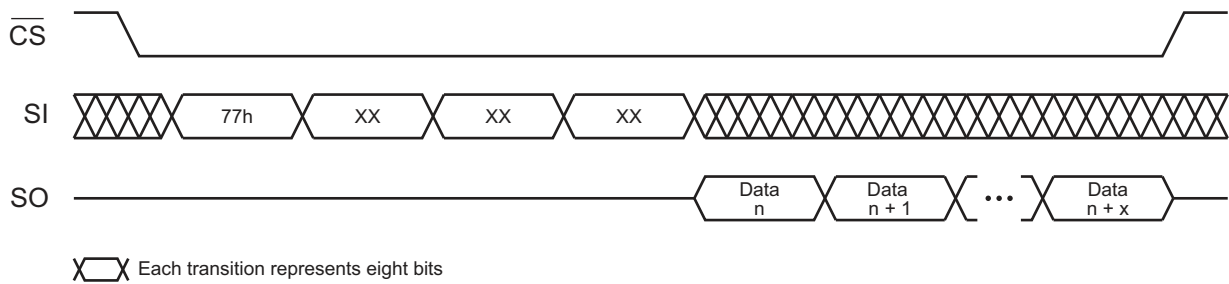 CS
SI
77h
XX
XX
XX
SO
Data
n
Data
n + 1
•••
Data
n + x
Each transition represents eight bits